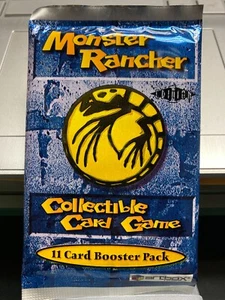 Monster
Rancher
Collectible
Card Game
11 Card Booster Pack